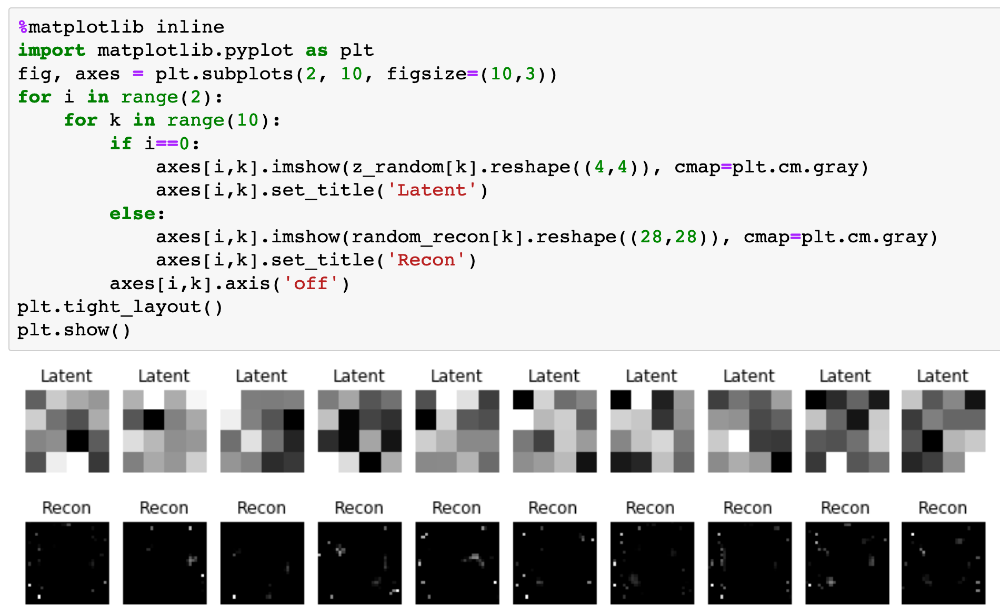 %matplotlib inline
import matplotlib.pyplot as plt
fig, axes = plt.subplots(2, 10, figsize=(10,3))
for i in range(2):
    for k in range(10):
        if i==0:
            axes[i,k].imshow(z_random[k].reshape((4,4)), cmap=plt.cm.gray)
            axes[i,k].set_title('Latent')
        else:
            axes[i,k].imshow(random_recon[k].reshape((28,28)), cmap=plt.cm.gray)
            axes[i,k].set_title('Recon')
        axes[i,k].axis('off')
plt.tight_layout()
plt.show()
Latent Latent Latent Latent Latent Latent Latent Latent Latent Latent
Recon Recon Recon Recon Recon Recon Recon Recon Recon Recon